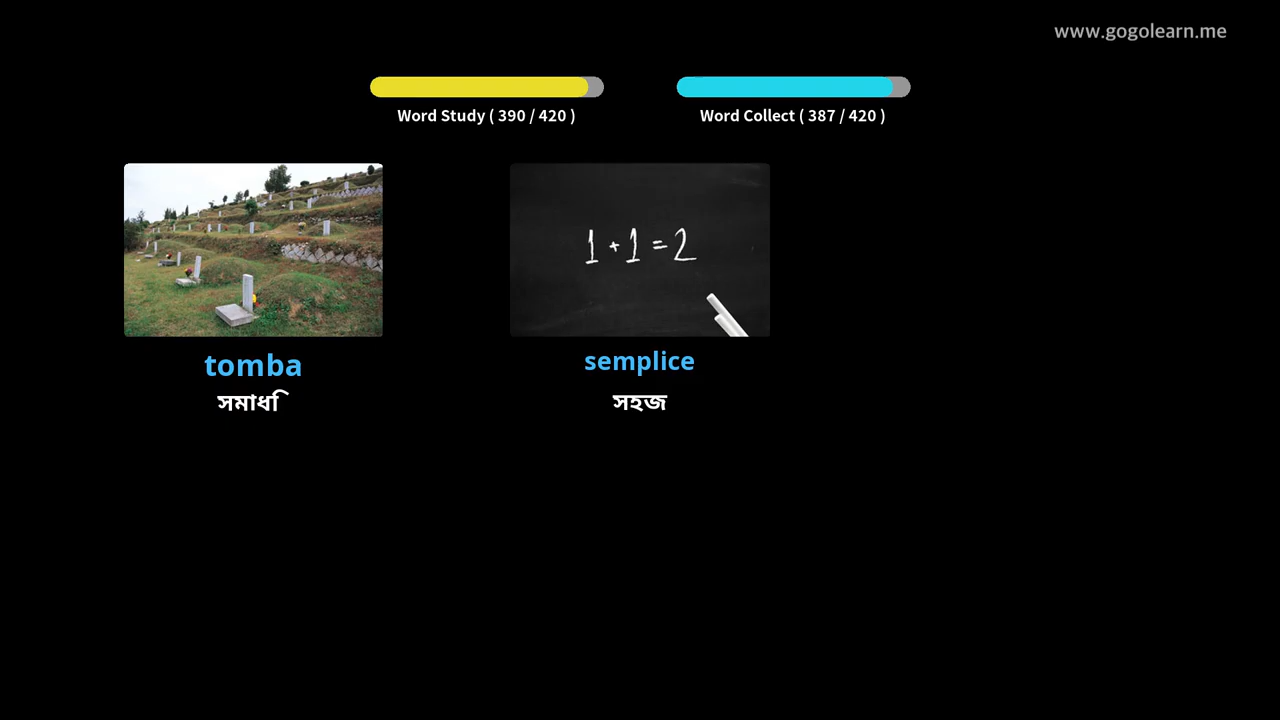 www.gogolearn.me
Word Study ( 390 / 420 )
Word Collect ( 387 / 420 )
1 + 1 = 2
tomba
semplice
সমাধি
সহজ